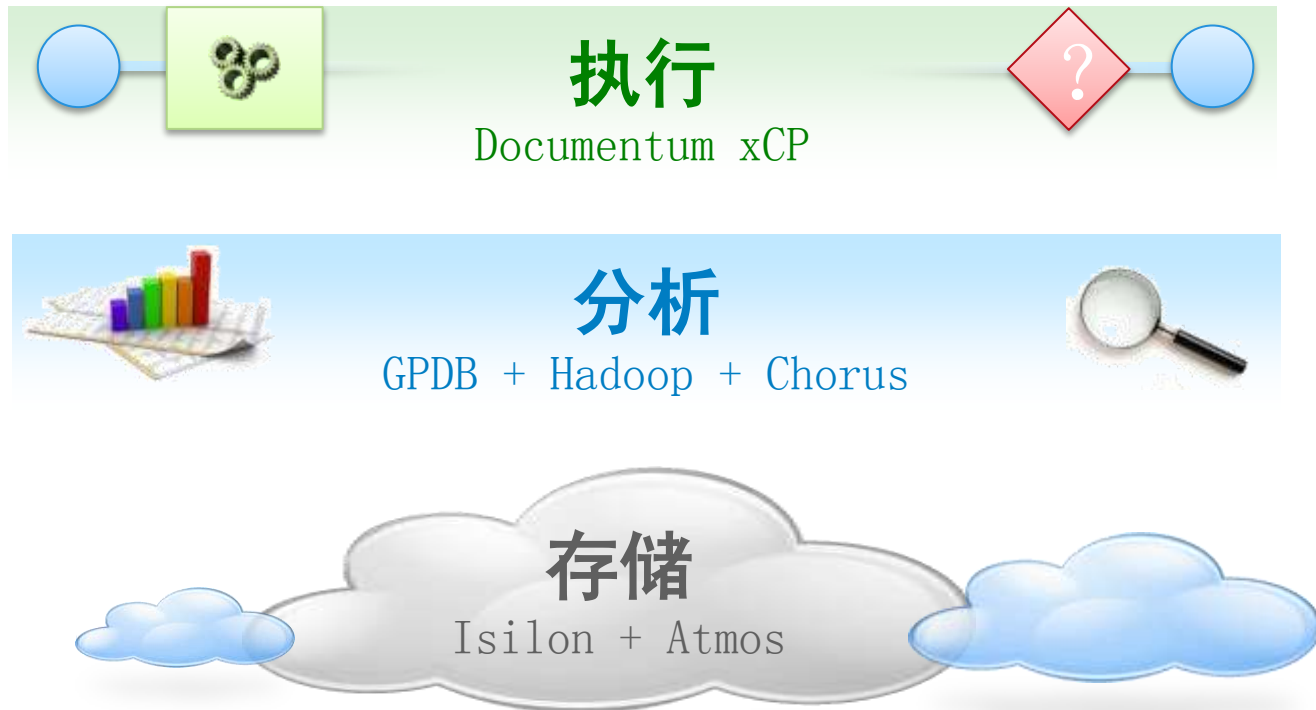 执行
?
Documentum xCP
分析
GPDB + Hadoop + Chorus
存储
Isilon + Atmos